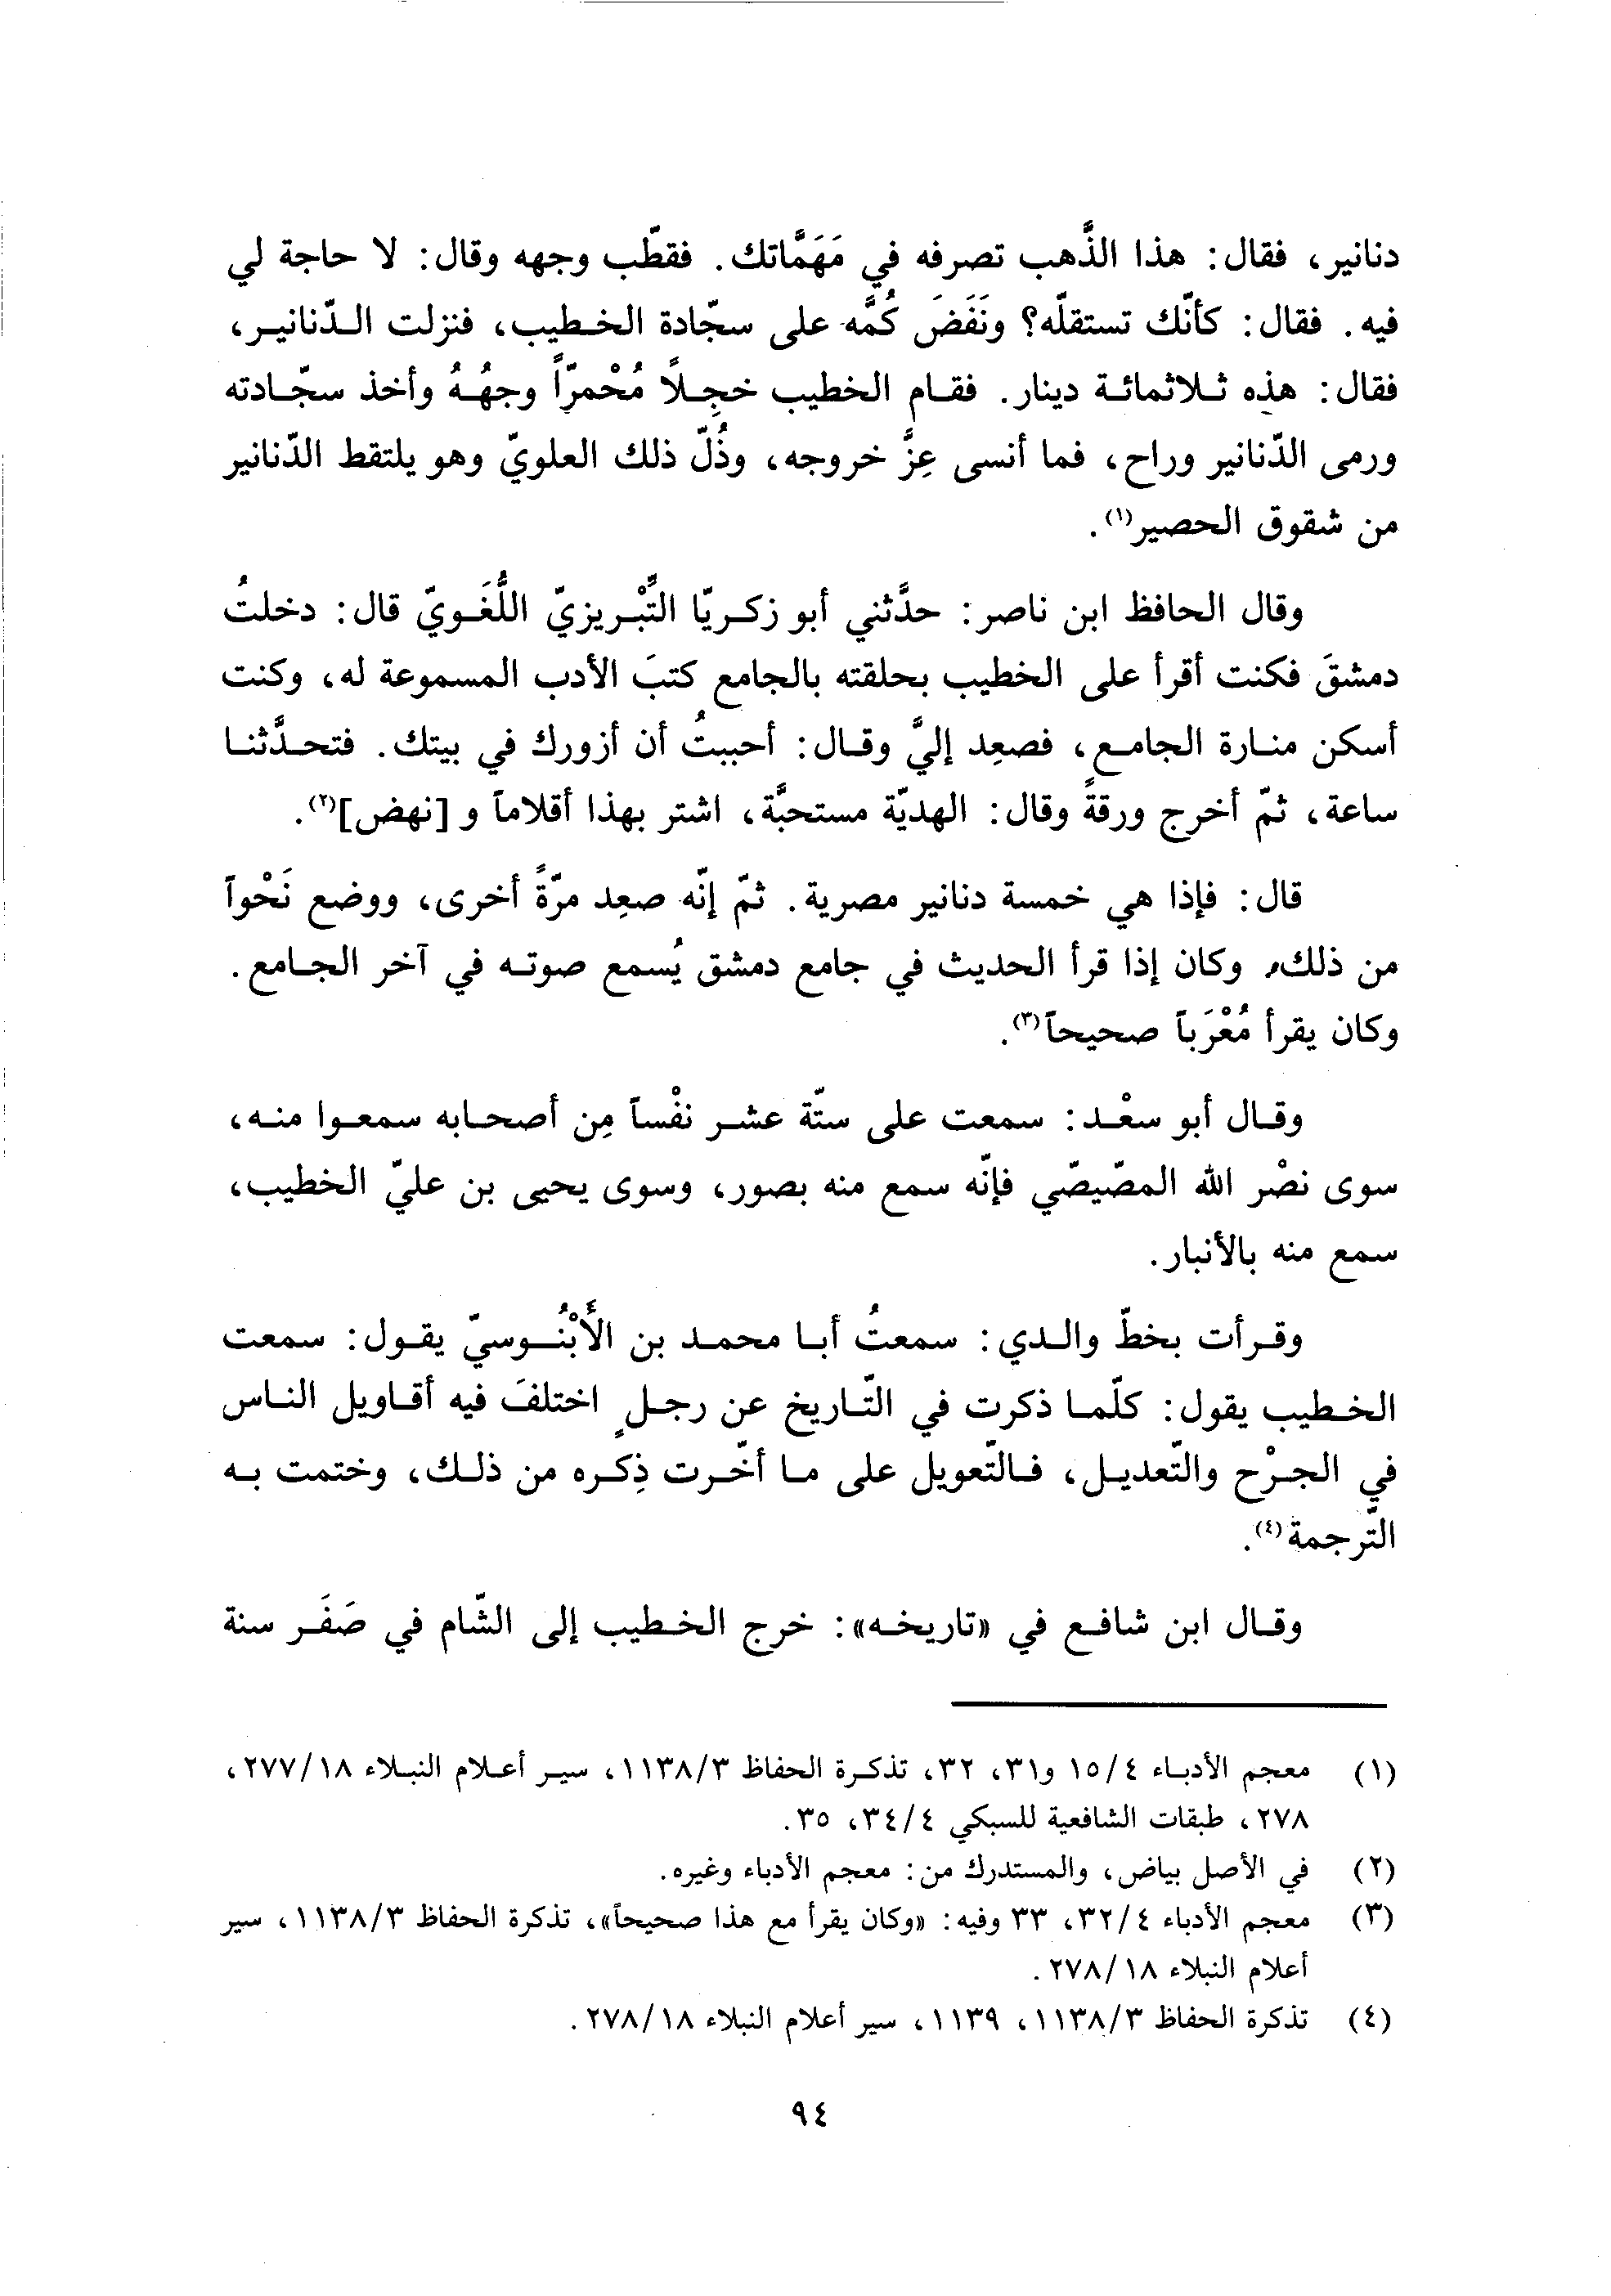 دنانير، فقال: هذا الذَّهب تصرفه في مَهَمَّاتك. فقطّب وجهه وقال: لا حاجة لي
فيه. فقال: كأنّك تستقلّه؟ ونَفَضَ كُمَّه على سجّادة الخطيب، فنزلت الدّنانير،
فقال: هذه ثلاثمائة دينار. فقام الخطيب خجِلاً مُحْمرّاً وجهُهُ وأخذ سجّادته
ورمى الدّنانير وراح، فما أنسى عِزَّ خروجه، وذُلّ ذلك العلويّ وهو يلتقط الدّنانير
من شقوق الحصير(١).
وقال الحافظ ابن ناصر: حدَّثني أبو زكريّا التَّبْريزيّ اللُّغَويّ قال: دخلتُ
دمشقَ فكنت أقرأ على الخطيب بحلقته بالجامع كتبَ الأدب المسموعة له، وكنت
أسكن منارة الجامع، فصعِد إليَّ وقال: أحببتُ أن أزورك في بيتك. فتحدَّثنا
ساعة، ثمّ أخرج ورقةً وقال: الهديّة مستحبَّة، اشتر بهذا أقلاماً و [نهض](٢).
قال: فإذا هي خمسة دنانير مصرية. ثمّ إنّه صعِد مرّةً أخرى، ووضع نَحْواً
من ذلك، وكان إذا قرأ الحديث في جامع دمشق يُسمع صوته في آخر الجامع.
وكان يقرأ مُعْرَباً صحيحاً(٣).
وقال أبو سعْد: سمعت على ستّة عشر نفْساً مِن أصحابه سمعوا منه،
سوى نصْر الله المصّيصّي فإنّه سمع منه بصور، وسوى يحيى بن عليّ الخطيب،
سمع منه بالأنبار.
وقرأت بخطّ والدي: سمعتُ أبا محمد بن الأَبْنُوسيّ يقول: سمعت
الخطيب يقول: كلّما ذكرت في التّاريخ عن رجلٍ اختلفَ فيه أقاويل الناس
في الجرْح والتّعديل، فالتّعويل على ما أخّرت ذِكره من ذلك، وختمت به
التّرجمة(٤).
وقال ابن شافع في «تاريخه»: خرج الخطيب إلى الشّام في صَفَر سنة
(١) معجم الأدباء ١٥/٤ و٣١، ٣٢، تذكرة الحفاظ ١١٣٨/٣، سير أعلام النبلاء ٢٧٧/١٨،
٢٧٨، طبقات الشافعية للسبكي ٣٤/٤، ٣٥.
(٢) في الأصل بياض، والمستدرك من: معجم الأدباء وغيره.
(٣) معجم الأدباء ٣٢/٤، ٣٣ وفيه: «وكان يقرأ مع هذا صحيحاً»، تذكرة الحفاظ ١١٣٨/٣، سير
أعلام النبلاء ٢٧٨/١٨.
(٤) تذكرة الحفاظ ١١٣٨/٣، ١١٣٩، سير أعلام النبلاء ٢٧٨/١٨.
٩٤